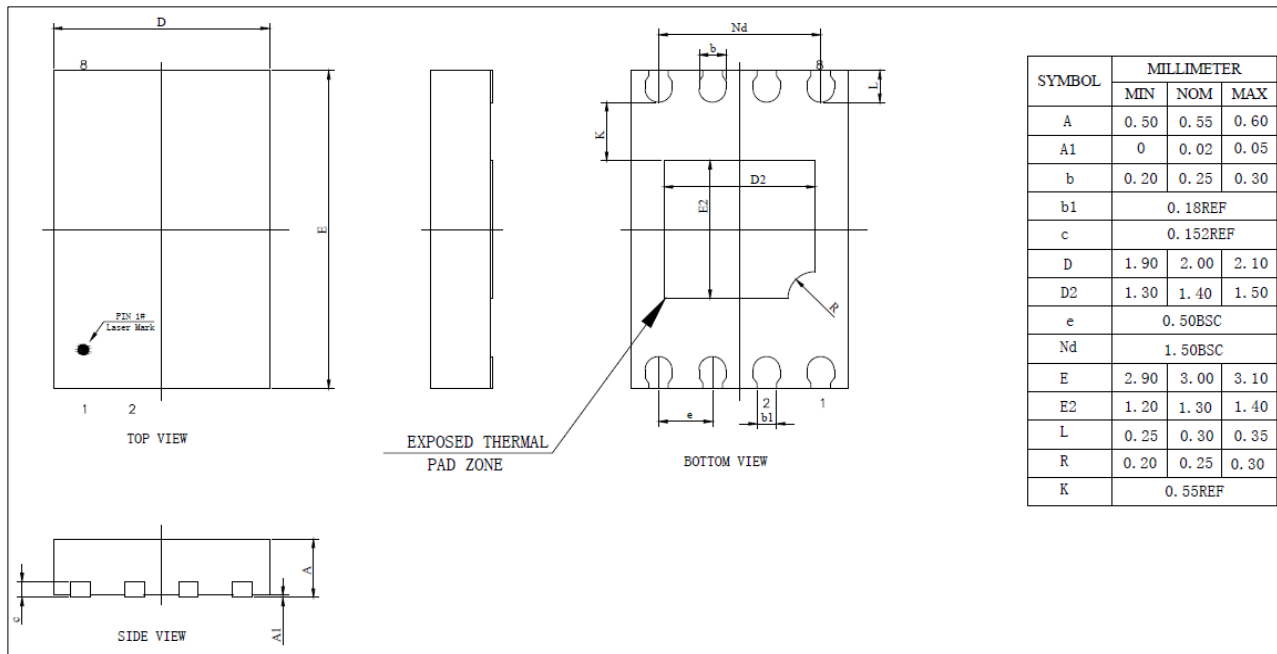 D
8
E
PIN 1#
Laser Mark
1 2
TOP VIEW
Nd
b
8
L
K
D2
E2
R
e
2
b1
1
EXPOSED THERMAL
PAD ZONE
BOTTOM VIEW
A
c
A1
SIDE VIEW
SYMBOL MILLIMETER
MIN NOM MAX
A 0.50 0.55 0.60
A1 0 0.02 0.05
b 0.20 0.25 0.30
b1 0.18REF
c 0.152REF
D 1.90 2.00 2.10
D2 1.30 1.40 1.50
e 0.50BSC
Nd 1.50BSC
E 2.90 3.00 3.10
E2 1.20 1.30 1.40
L 0.25 0.30 0.35
R 0.20 0.25 0.30
K 0.55REF